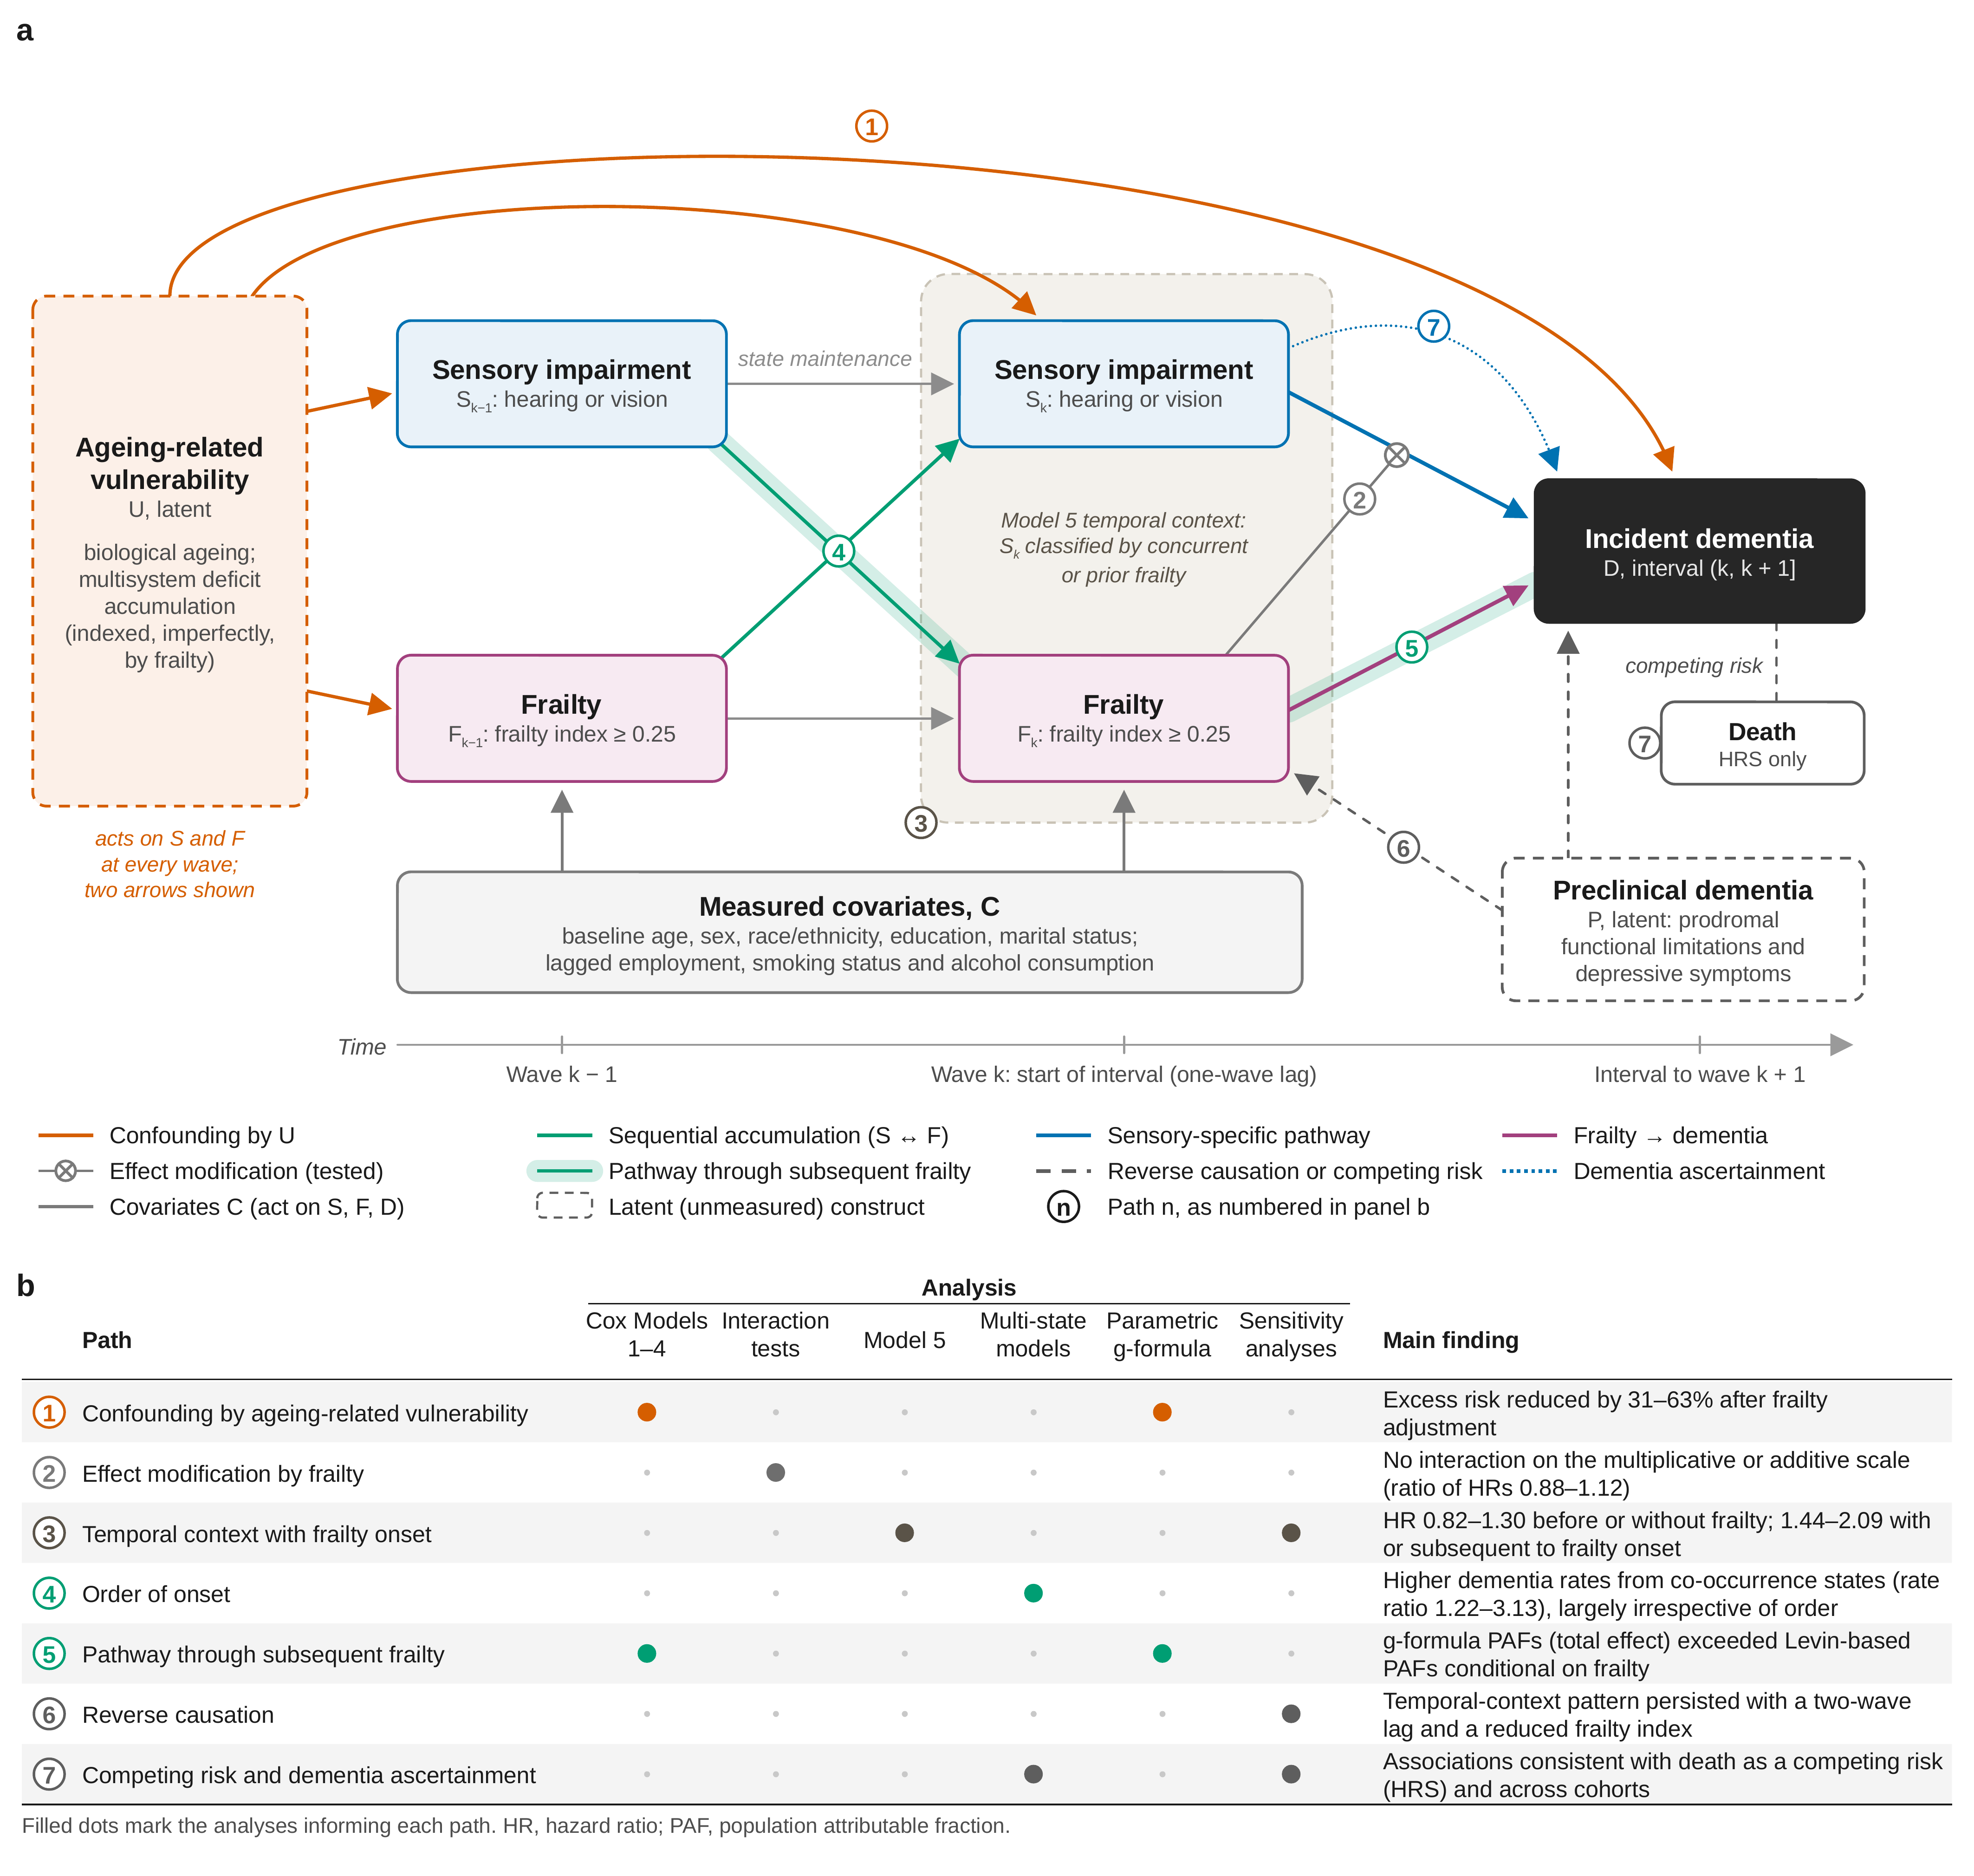 a
1
7
Sensory impairment
S_{k−1}: hearing or vision
state maintenance
Sensory impairment
S_k: hearing or vision
Ageing-related
vulnerability
U, latent
biological ageing;
multisystem deficit
accumulation
(indexed, imperfectly,
by frailty)
acts on S and F
at every wave;
two arrows shown
4
Model 5 temporal context:
S_k classified by concurrent
or prior frailty
2
Incident dementia
D, interval (k, k + 1]
5
Frailty
F_{k−1}: frailty index ≥ 0.25
Frailty
F_k: frailty index ≥ 0.25
competing risk
7
Death
HRS only
3
6
Measured covariates, C
baseline age, sex, race/ethnicity, education, marital status;
lagged employment, smoking status and alcohol consumption
Preclinical dementia
P, latent: prodromal
functional limitations and
depressive symptoms
Time
Wave k − 1
Wave k: start of interval (one-wave lag)
Interval to wave k + 1
Confounding by U
Sequential accumulation (S ↔ F)
Sensory-specific pathway
Frailty → dementia
Effect modification (tested)
Pathway through subsequent frailty
Reverse causation or competing risk
Dementia ascertainment
Covariates C (act on S, F, D)
Latent (unmeasured) construct
n Path n, as numbered in panel b
b
Analysis
Path
Cox Models
1–4
Interaction
tests
Model 5
Multi-state
models
Parametric
g-formula
Sensitivity
analyses
Main finding
1 Confounding by ageing-related vulnerability
Excess risk reduced by 31–63% after frailty
adjustment
2 Effect modification by frailty
No interaction on the multiplicative or additive scale
(ratio of HRs 0.88–1.12)
3 Temporal context with frailty onset
HR 0.82–1.30 before or without frailty; 1.44–2.09 with
or subsequent to frailty onset
4 Order of onset
Higher dementia rates from co-occurrence states (rate
ratio 1.22–3.13), largely irrespective of order
5 Pathway through subsequent frailty
g-formula PAFs (total effect) exceeded Levin-based
PAFs conditional on frailty
6 Reverse causation
Temporal-context pattern persisted with a two-wave
lag and a reduced frailty index
7 Competing risk and dementia ascertainment
Associations consistent with death as a competing risk
(HRS) and across cohorts
Filled dots mark the analyses informing each path. HR, hazard ratio; PAF, population attributable fraction.